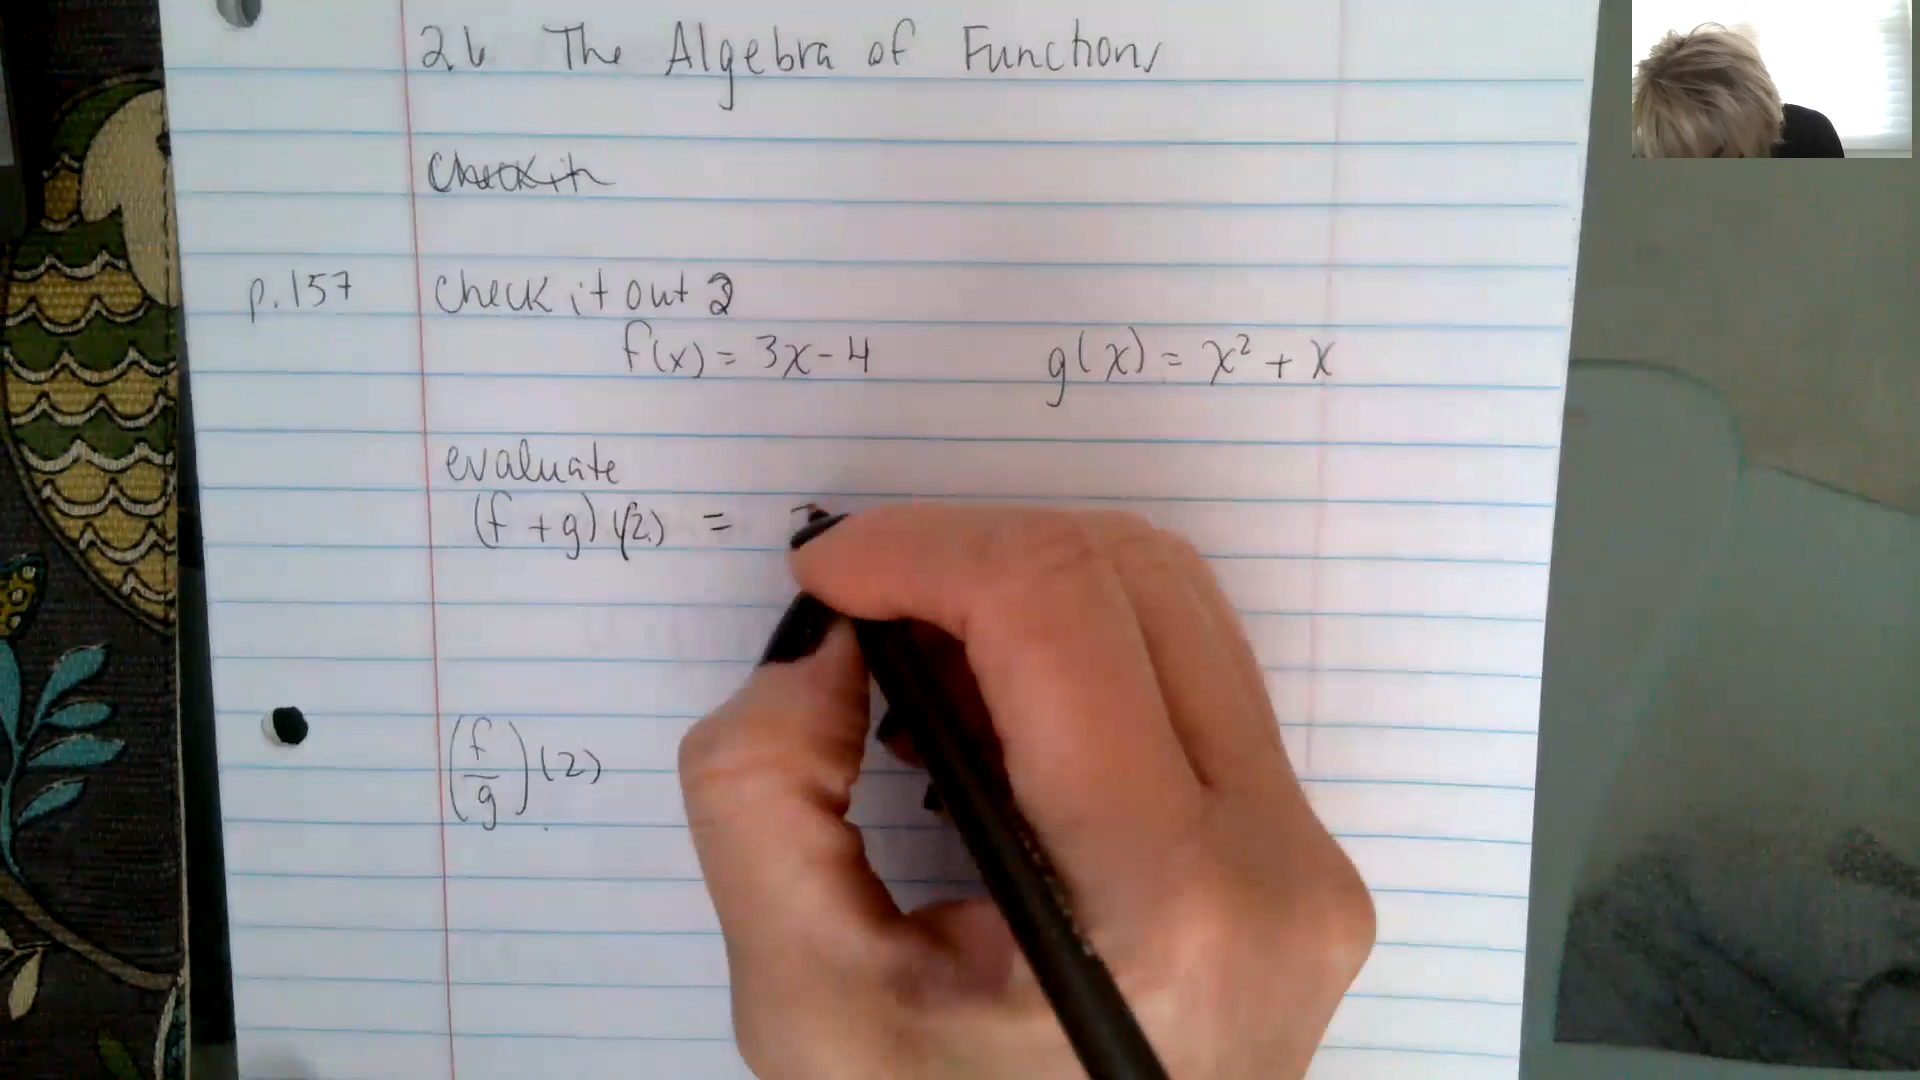 2.6 The Algebra of Functions
p. 157 Check it out 2
f(x) = 3x - 4 g(x) = x² + x
evaluate
(f + g)(2) =
(f/g)(2)